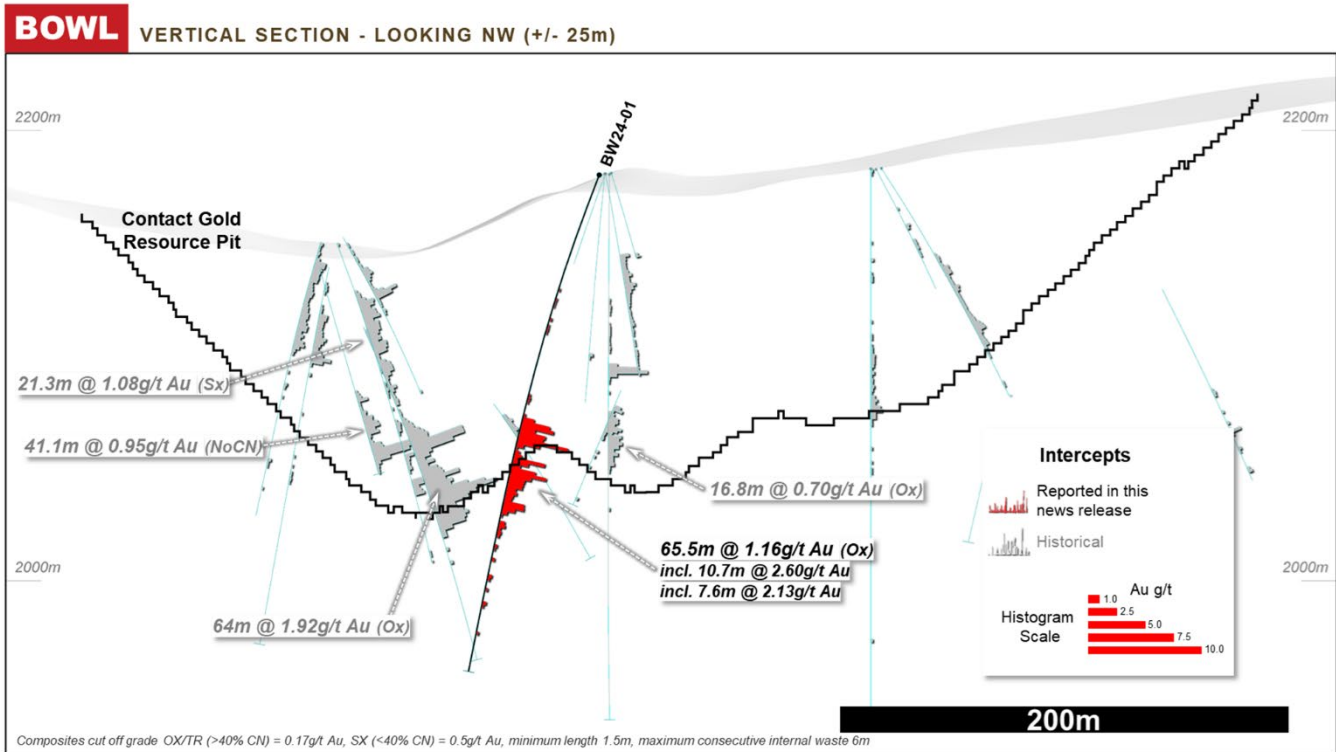 BOWL VERTICAL SECTION - LOOKING NW (+/- 25m)
2200m
2200m
BW24-01
Contact Gold
Resource Pit
21.3m @ 1.08g/t Au (Sx)
41.1m @ 0.95g/t Au (NoCN)
16.8m @ 0.70g/t Au (Ox)
65.5m @ 1.16g/t Au (Ox)
incl. 10.7m @ 2.60g/t Au
incl. 7.6m @ 2.13g/t Au
64m @ 1.92g/t Au (Ox)
2000m
2000m
Intercepts
Reported in this
news release
Historical
Au g/t
Histogram
Scale
1.0
2.5
5.0
7.5
10.0
200m
Composites cut off grade OX/TR (>40% CN) = 0.17g/t Au, SX (<40% CN) = 0.5g/t Au, minimum length 1.5m, maximum consecutive internal waste 6m